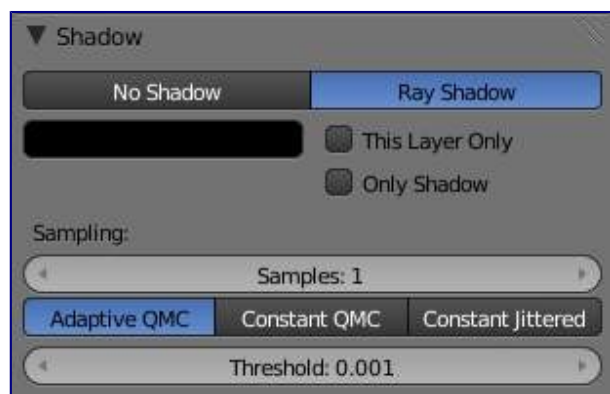 Shadow
No Shadow Ray Shadow
This Layer Only
Only Shadow
Sampling:
Samples: 1
Adaptive QMC Constant QMC Constant Jittered
Threshold: 0.001